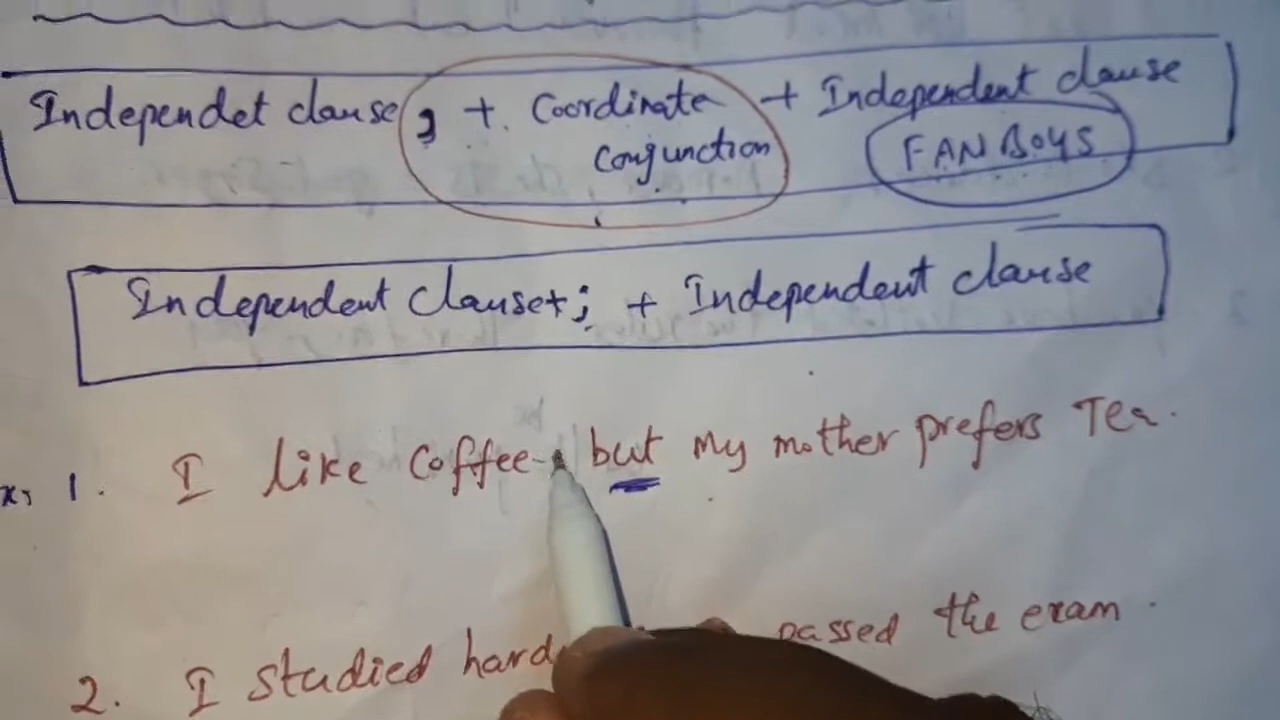 Independet clause, + Coordinate + Independent clause
conjunction FANBOYS
Independent Clause+; + Independent clause
1. I like Coffee but My mother prefers Tea.
2. I studied hard passed the exam.